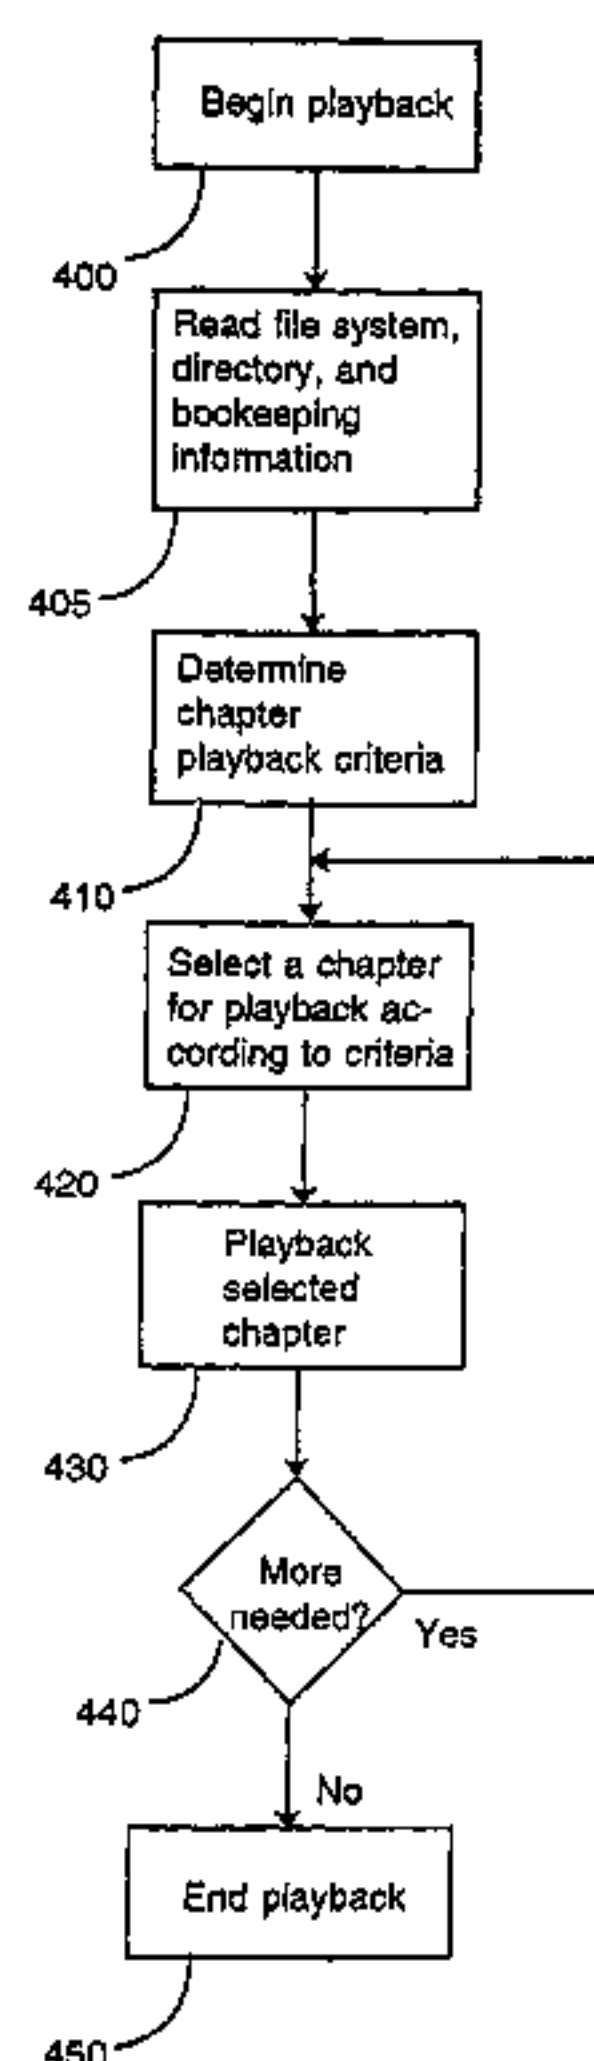 Begin playback
400
Read file system,
directory, and
bookeeping
information
405
Determine
chapter
playback criteria
410
Select a chapter
for playback ac-
cording to criteria
420
Playback
selected
chapter
430
More
needed?
Yes
440
No
End playback
450